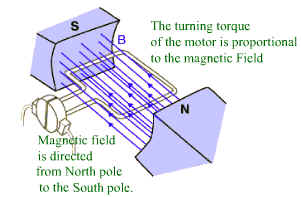 S
B
The turning torque
of the motor is proportional
to the magnetic Field
N
Magnetic field
is directed
from North pole
to the South pole.